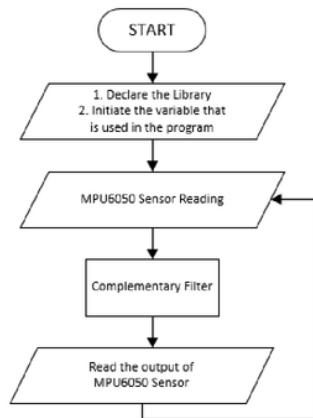 START
1. Declare the Library
2. Initiate the variable that
is used in the program
MPU6050 Sensor Reading
Complementary Filter
Read the output of
MPU6050 Sensor